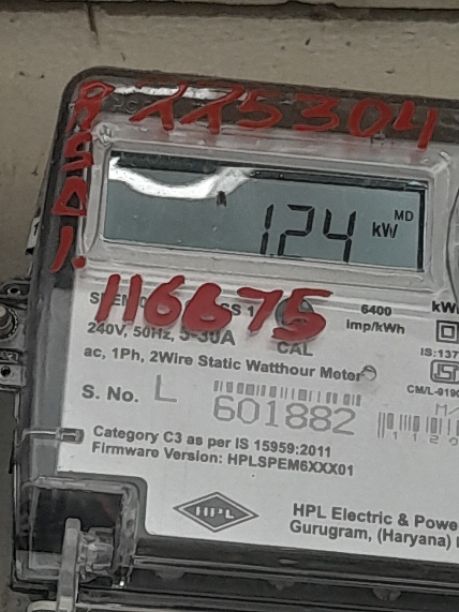 225304
1.24 kW MD
116675
6400
imp/kWh
240V, 50Hz, 5-30A
CAL
ac, 1Ph, 2Wire Static Watthour Meter
S. No. L 601882
Category C3 as per IS 15959:2011
Firmware Version: HPLSPEM6XXX01
HPL
HPL Electric & Powe
Gurugram, (Haryana)